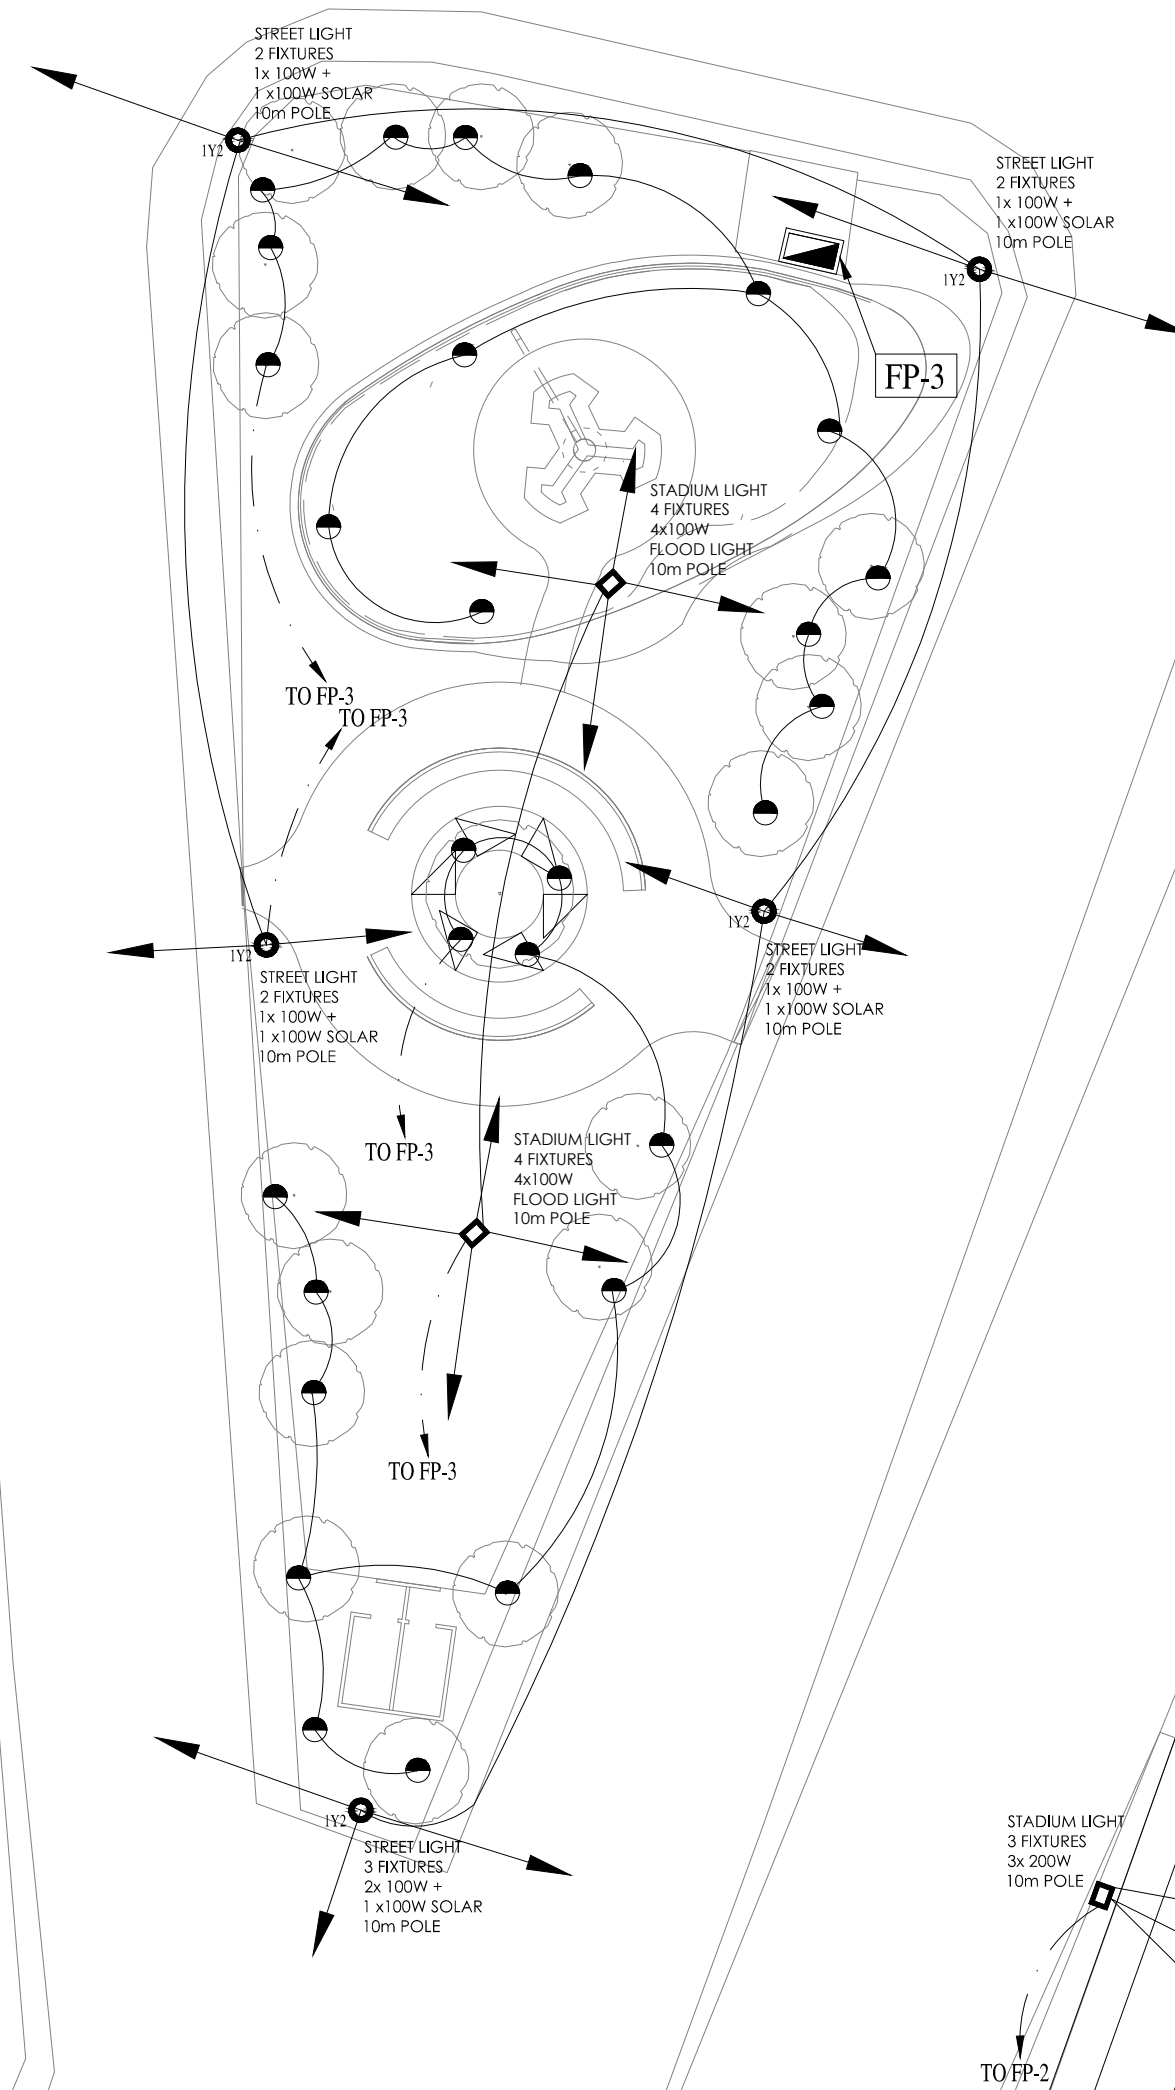 STREET LIGHT
2 FIXTURES
1x 100W +
1 x100W SOLAR
10m POLE
1Y2
STREET LIGHT
2 FIXTURES
1x 100W +
1 x100W SOLAR
10m POLE
1Y2
FP-3
STADIUM LIGHT
4 FIXTURES
4x100W
FLOOD LIGHT
10m POLE
TO FP-3
TO FP-3
1Y2
STREET LIGHT
2 FIXTURES
1x 100W +
1 x100W SOLAR
10m POLE
1Y2
STREET LIGHT
2 FIXTURES
1x 100W +
1 x100W SOLAR
10m POLE
TO FP-3
STADIUM LIGHT
4 FIXTURES
4x100W
FLOOD LIGHT
10m POLE
TO FP-3
1Y2
STREET LIGHT
3 FIXTURES
2x 100W +
1 x100W SOLAR
10m POLE
STADIUM LIGHT
3 FIXTURES
3x 200W
10m POLE
TO FP-2